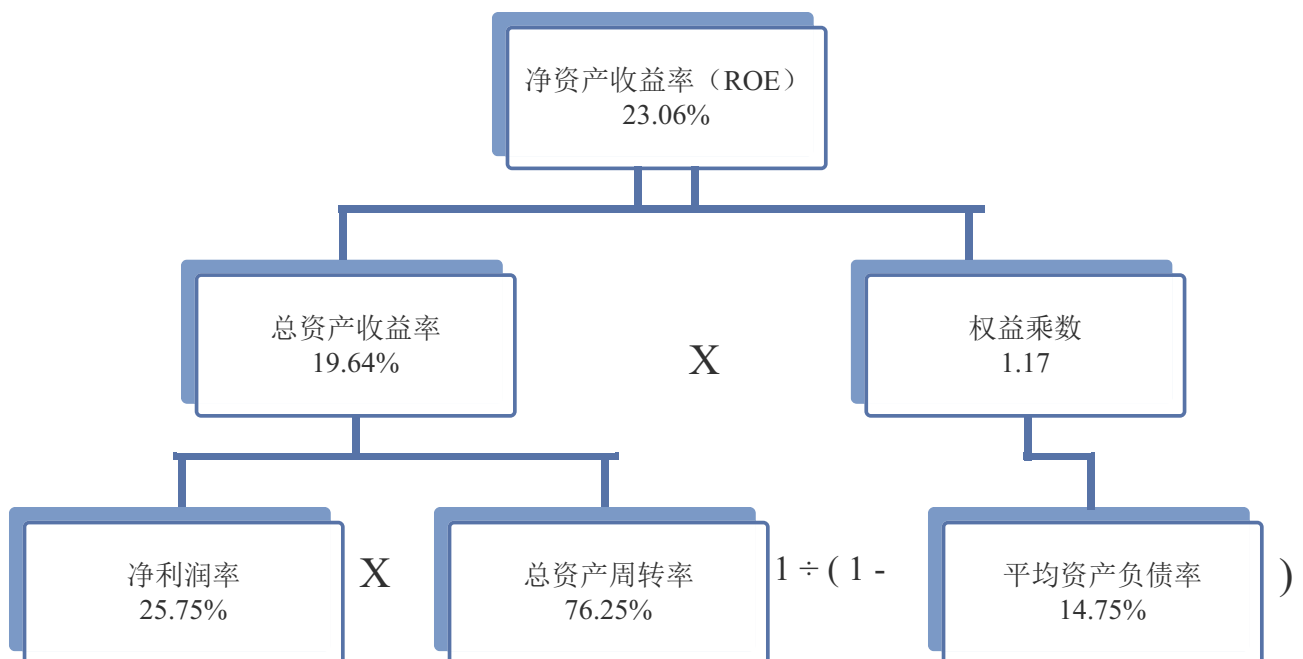 净资产收益率（ROE）
23.06%
总资产收益率
19.64%
X
权益乘数
1.17
净利润率
25.75%
X
总资产周转率
76.25%
1 ÷ ( 1 -
平均资产负债率
14.75%
)